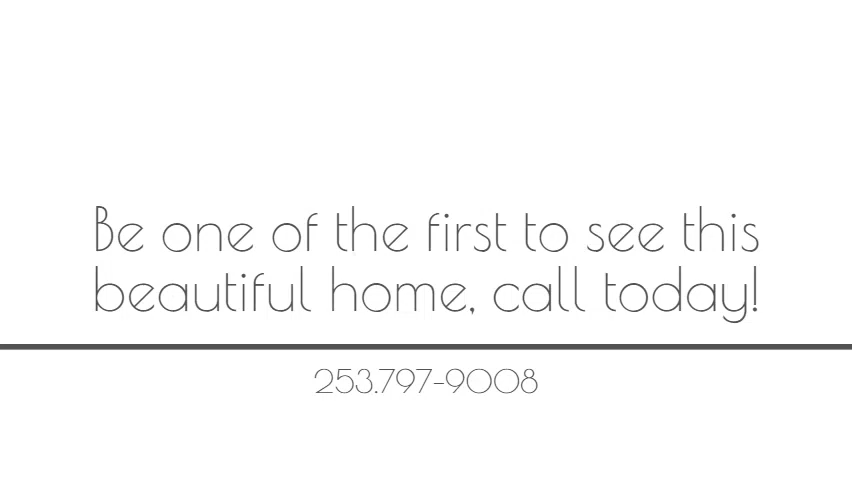 Be one of the first to see this
beautiful home, call today!
253.797-9008